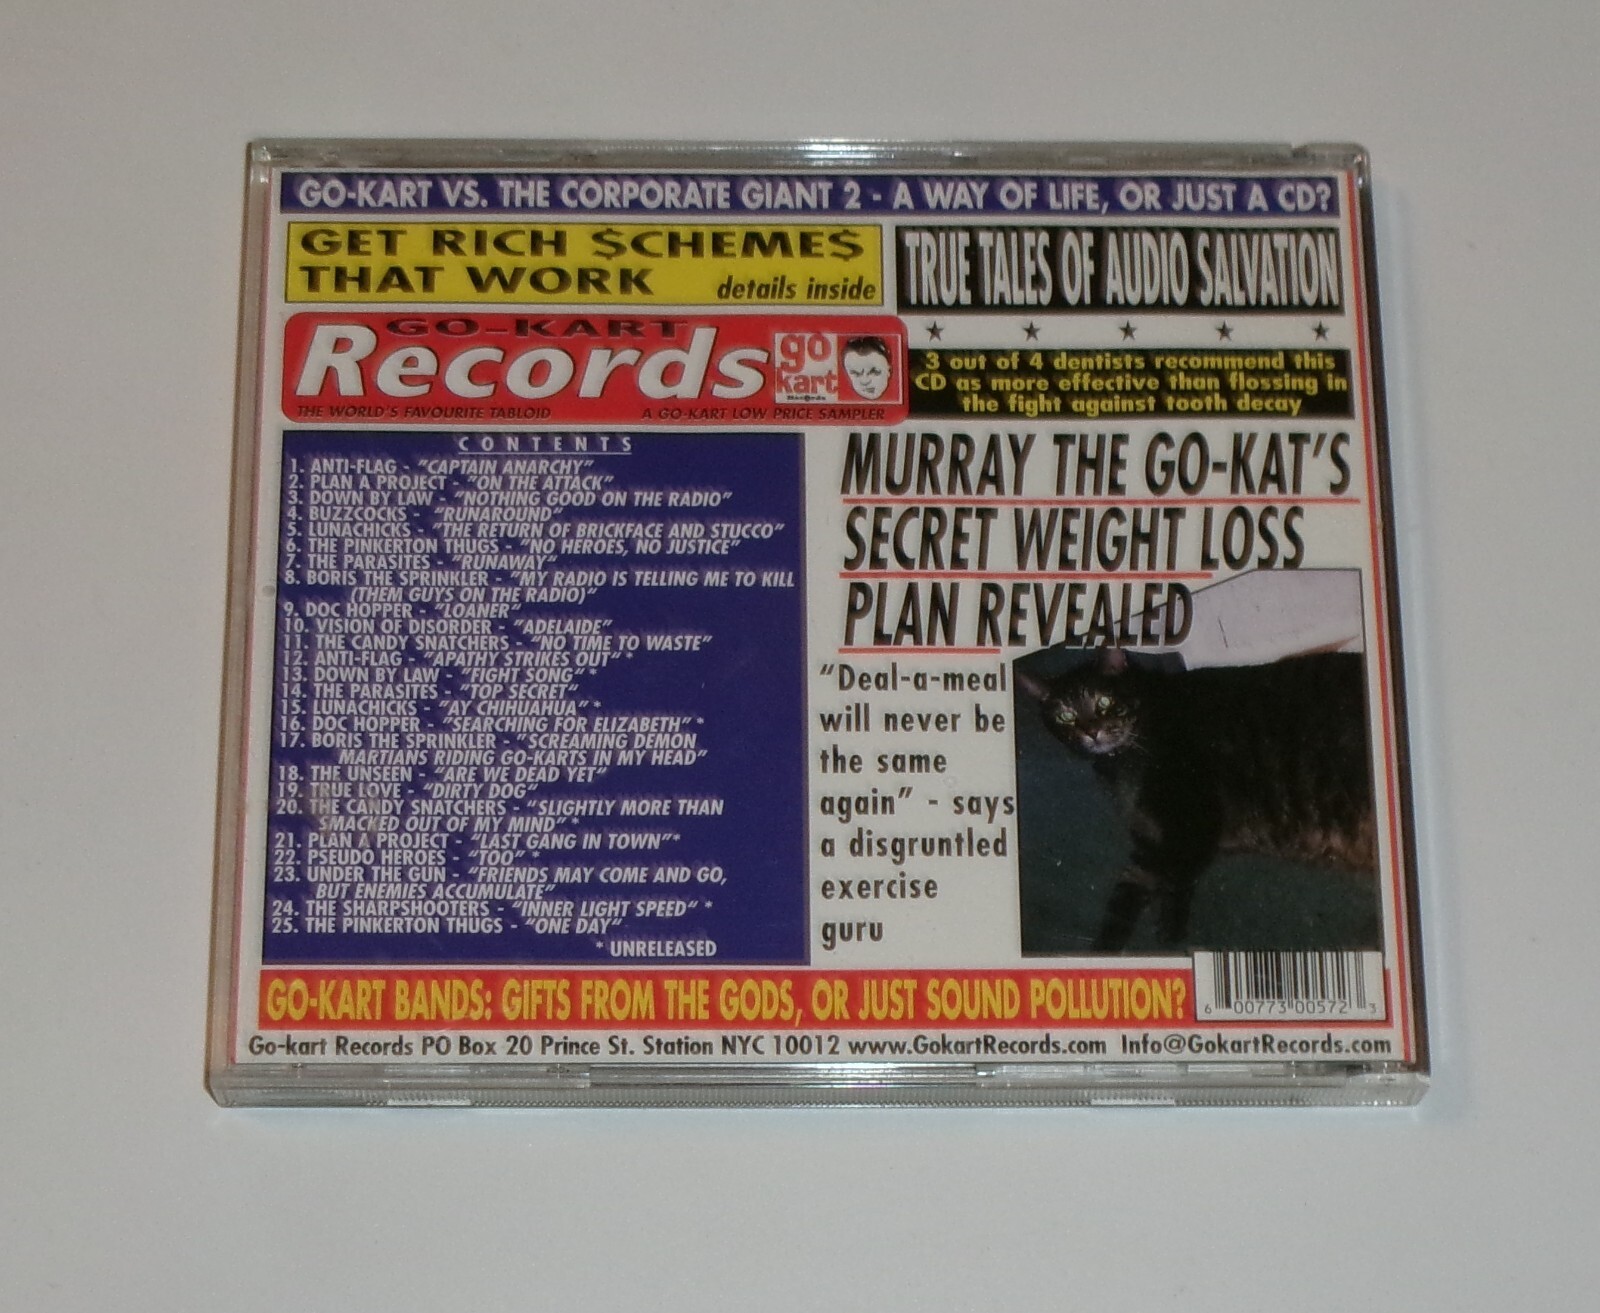 GO-KART VS. THE CORPORATE GIANT 2 - A WAY OF LIFE, OR JUST A CD?
GET RICH $CHEME$
THAT WORK details inside
TRUE TALES OF AUDIO SALVATION
GO-KART
Records
go
kart
Records
THE WORLD'S FAVOURITE TABLOID
A GO-KART LOW PRICE SAMPLER
3 out of 4 dentists recommend this
CD as more effective than flossing in
the fight against tooth decay
CONTENTS
1. ANTI-FLAG - "CAPTAIN ANARCHY"
2. PLAN A PROJECT - "ON THE ATTACK"
3. DOWN BY LAW - "NOTHING GOOD ON THE RADIO"
4. BUZZCOCKS - "RUNAROUND"
5. LUNACHICKS - "THE RETURN OF BRICKFACE AND STUCCO"
6. THE PINKERTON THUGS - "NO HEROES, NO JUSTICE"
7. THE PARASITES - "RUNAWAY"
8. BORIS THE SPRINKLER - "MY RADIO IS TELLING ME TO KILL
(THEM GUYS ON THE RADIO)"
9. DOC HOPPER - "LOANER"
10. VISION OF DISORDER - "ADELAIDE"
11. THE CANDY SNATCHERS - "NO TIME TO WASTE"
12. ANTI-FLAG - "APATHY STRIKES OUT" *
13. DOWN BY LAW - "FIGHT SONG" *
14. THE PARASITES - "TOP SECRET"
15. LUNACHICKS - "AY CHIHUAHUA" *
16. DOC HOPPER - "SEARCHING FOR ELIZABETH" *
17. BORIS THE SPRINKLER - "SCREAMING DEMON
MARTIANS RIDING GO-KARTS IN MY HEAD"
18. THE UNSEEN - "ARE WE DEAD YET"
19. TRUE LOVE - "DIRTY DOG"
20. THE CANDY SNATCHERS - "SLIGHTLY MORE THAN
SMACKED OUT OF MY MIND" *
21. PLAN A PROJECT - "LAST GANG IN TOWN"*
22. PSEUDO HEROES - "TOO" *
23. UNDER THE GUN - "FRIENDS MAY COME AND GO,
BUT ENEMIES ACCUMULATE"
24. THE SHARPSHOOTERS - "INNER LIGHT SPEED" *
25. THE PINKERTON THUGS - "ONE DAY"
* UNRELEASED
MURRAY THE GO-KAT'S
SECRET WEIGHT LOSS
PLAN REVEALED
"Deal-a-meal
will never be
the same
again" - says
a disgruntled
exercise
guru
GO-KART BANDS: GIFTS FROM THE GODS, OR JUST SOUND POLLUTION?
6 00773 00572 3
Go-kart Records PO Box 20 Prince St. Station NYC 10012 www.GokartRecords.com Info@GokartRecords.com